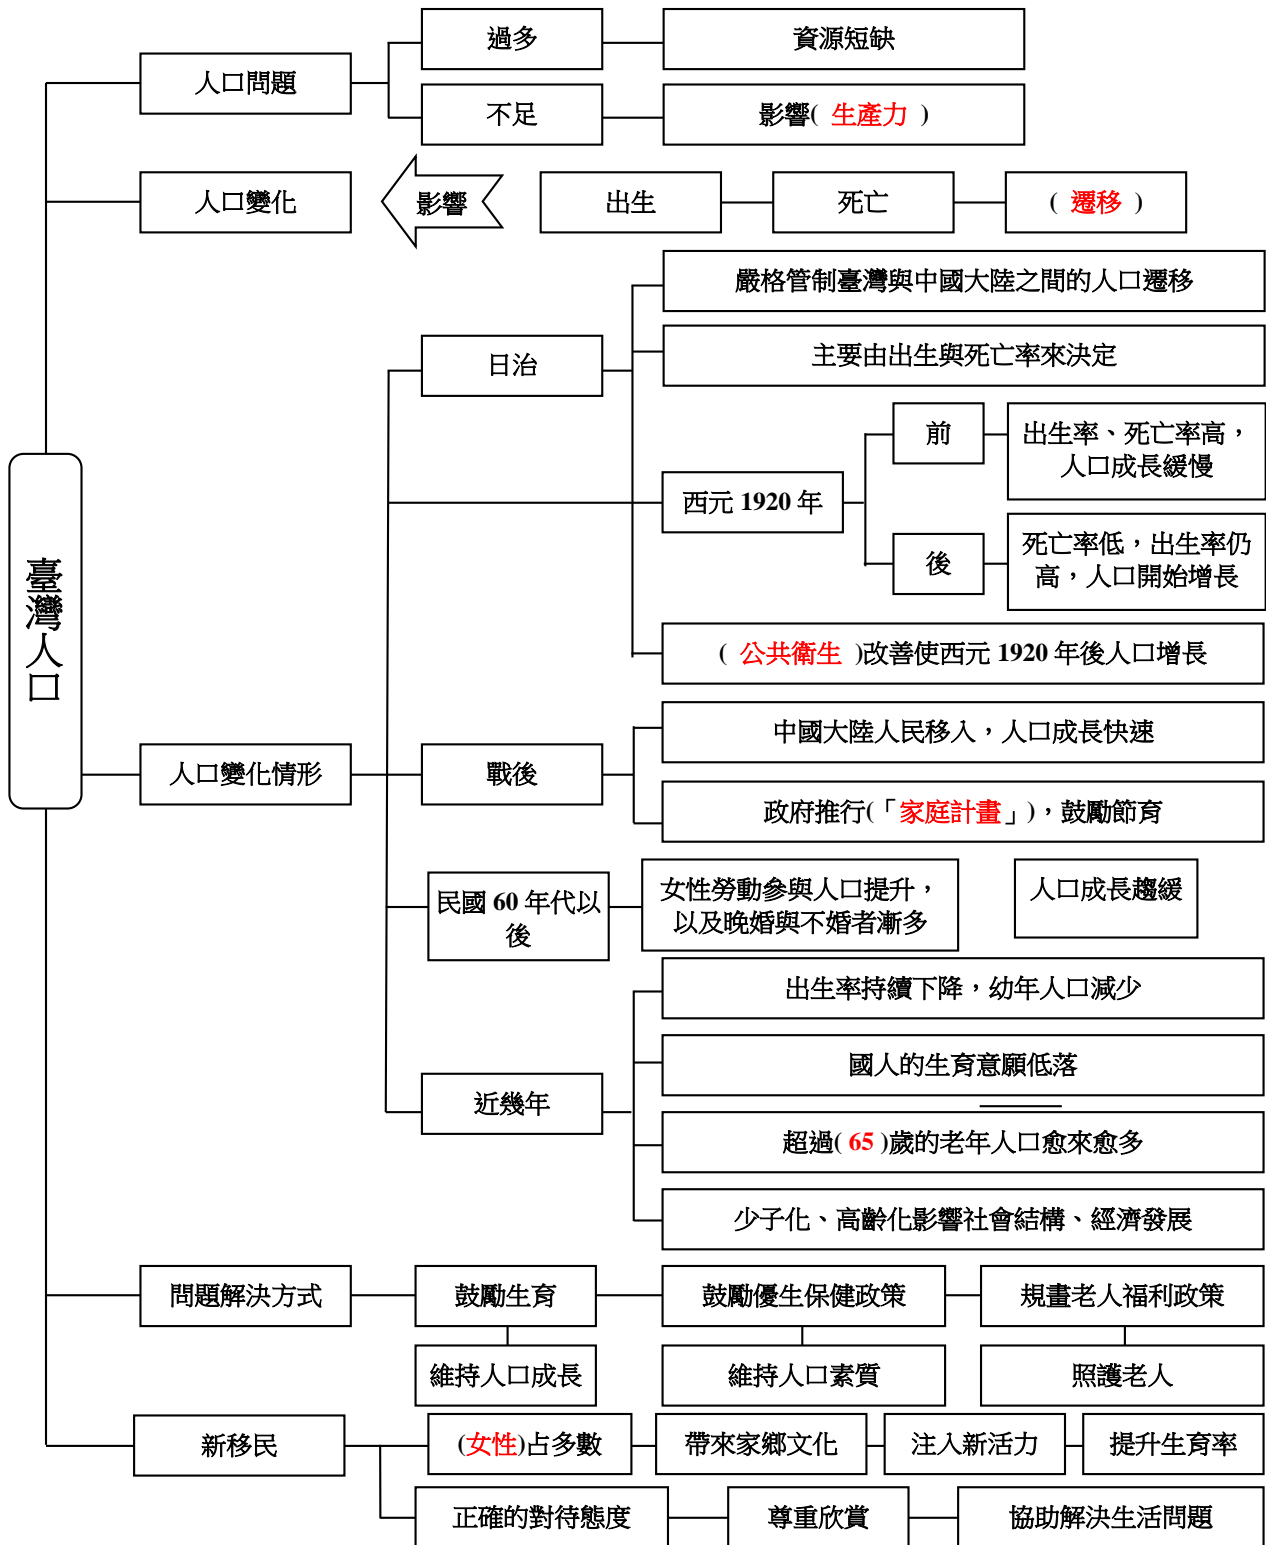 臺灣人口
人口問題
過多
資源短缺
不足
影響( 生產力 )
人口變化
影響
出生
死亡
( 遷移 )
人口變化情形
日治
嚴格管制臺灣與中國大陸之間的人口遷移
主要由出生與死亡率來決定
西元 1920 年
前
出生率、死亡率高，
人口成長緩慢
後
死亡率低，出生率仍
高，人口開始增長
( 公共衛生 )改善使西元 1920 年後人口增長
戰後
中國大陸人民移入，人口成長快速
政府推行(「家庭計畫」)，鼓勵節育
民國 60 年代以
後
女性勞動參與人口提升，
以及晚婚與不婚者漸多
人口成長趨緩
近幾年
出生率持續下降，幼年人口減少
國人的生育意願低落
超過( 65 )歲的老年人口愈來愈多
少子化、高齡化影響社會結構、經濟發展
問題解決方式
鼓勵生育
鼓勵優生保健政策
規畫老人福利政策
維持人口成長
維持人口素質
照護老人
新移民
(女性)占多數
帶來家鄉文化
注入新活力
提升生育率
正確的對待態度
尊重欣賞
協助解決生活問題